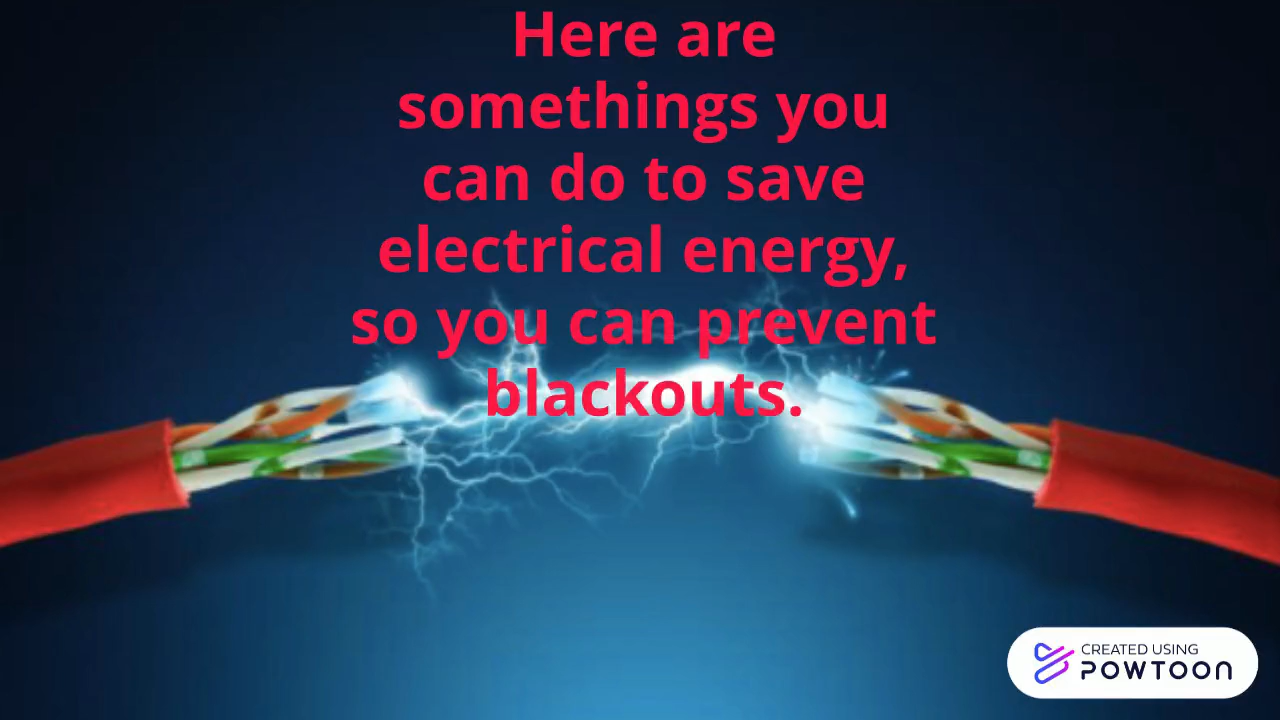 Here are
somethings you
can do to save
electrical energy,
so you can prevent
blackouts.
CREATED USING
POWTOON